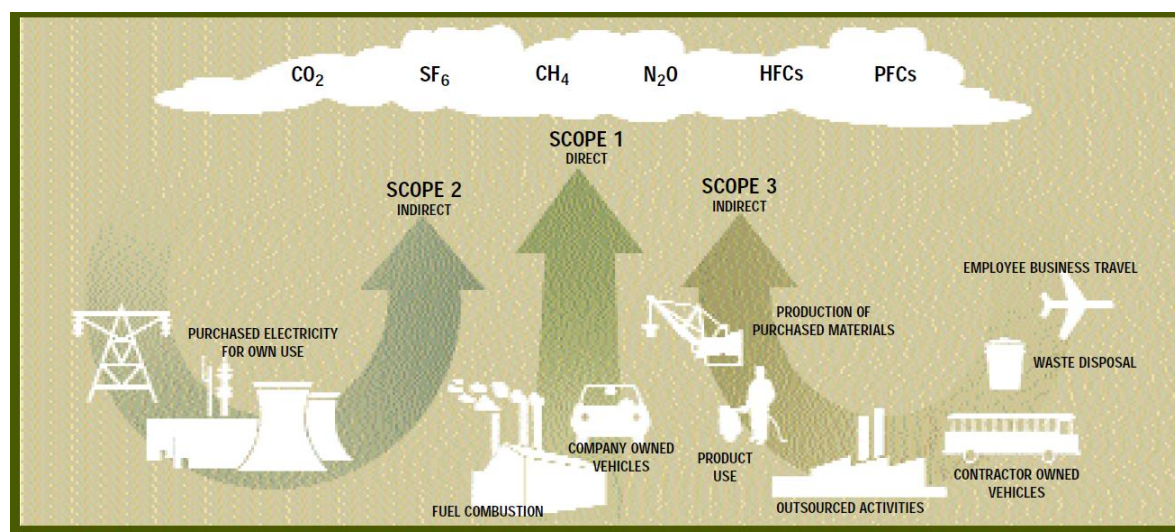 CO₂ SF₆ CH₄ N₂O HFCs PFCs
SCOPE 1
DIRECT
SCOPE 2
INDIRECT
SCOPE 3
INDIRECT
PURCHASED ELECTRICITY
FOR OWN USE
FUEL COMBUSTION
COMPANY OWNED
VEHICLES
PRODUCTION OF
PURCHASED MATERIALS
PRODUCT
USE
OUTSOURCED ACTIVITIES
EMPLOYEE BUSINESS TRAVEL
WASTE DISPOSAL
CONTRACTOR OWNED
VEHICLES